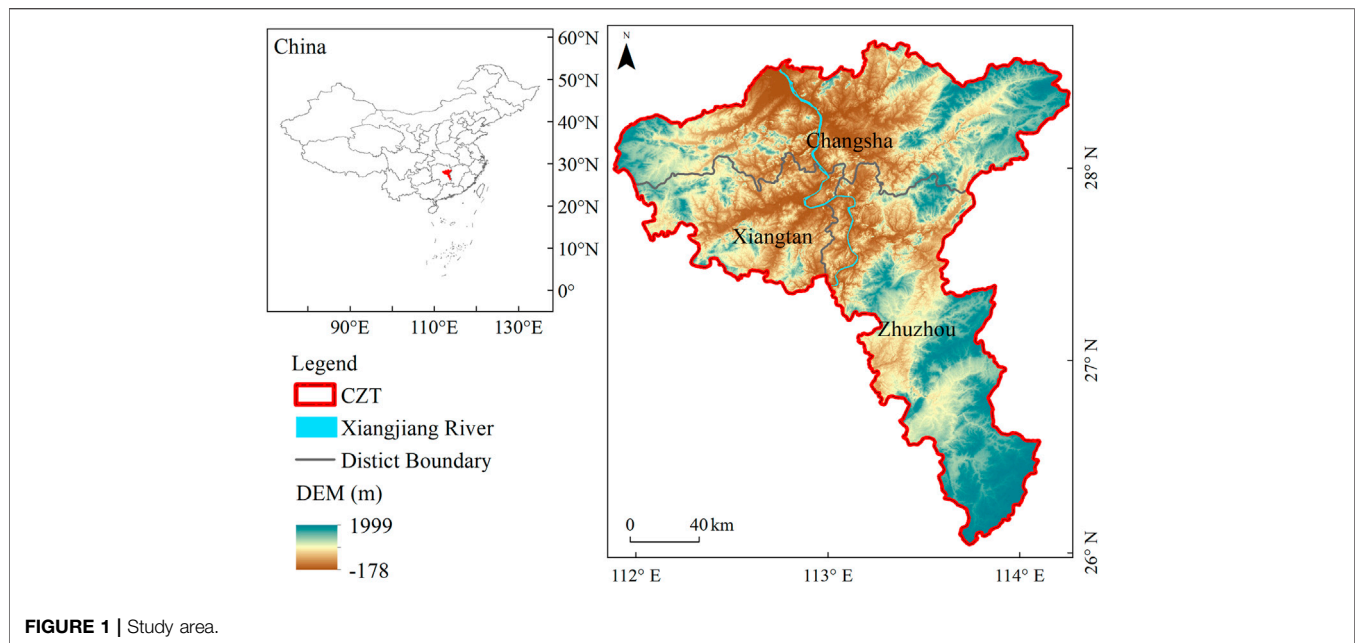 China
60°N
50°N
40°N
30°N
20°N
10°N
0°
90°E
110°E
130°E
Legend
CZT
Xiangjiang River
Distict Boundary
DEM (m)
1999
-178
N
Changsha
Xiangtan
Zhuzhou
28° N
27° N
26° N
0 40 km
112° E
113° E
114° E
FIGURE 1 | Study area.